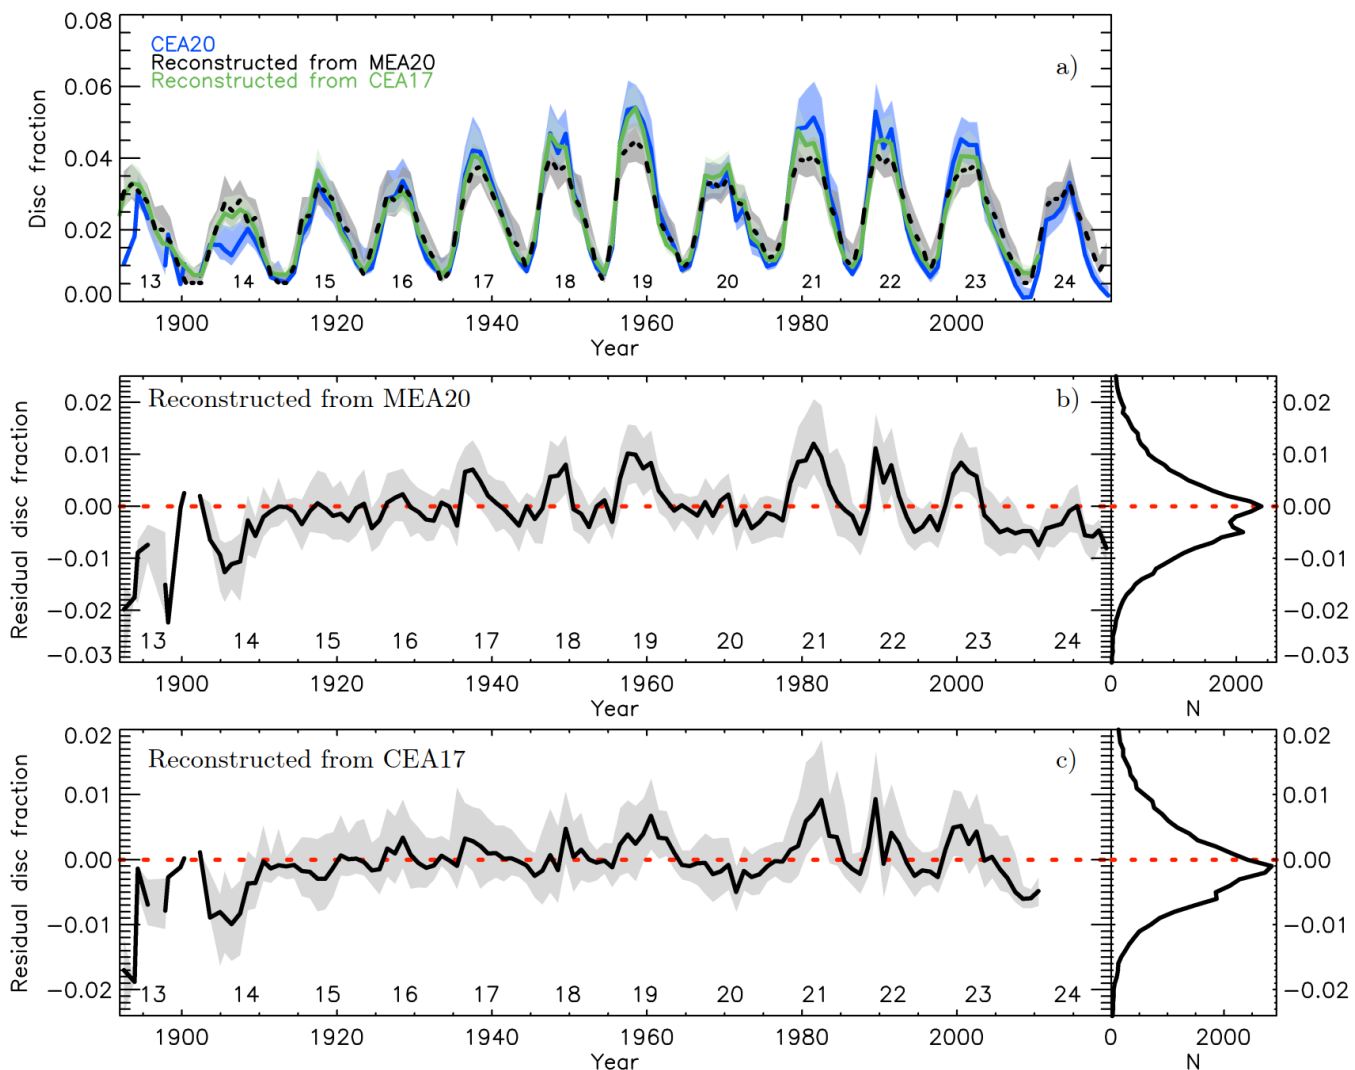 0.08
CEA20
Reconstructed from MEA20
Reconstructed from CEA17
a)
0.06
0.04
0.02
0.00
Disc fraction
13 14 15 16 17 18 19 20 21 22 23 24
1900 1920 1940 1960 1980 2000
Year
Reconstructed from MEA20
b)
0.02 0.02
0.01 0.01
0.00 0.00
−0.01 −0.01
−0.02 −0.02
−0.03 −0.03
Residual disc fraction
13 14 15 16 17 18 19 20 21 22 23 24
1900 1920 1940 1960 1980 2000 0 2000
Year N
0.02 0.02
Reconstructed from CEA17
c)
0.01 0.01
0.00 0.00
−0.01 −0.01
−0.02 −0.02
Residual disc fraction
13 14 15 16 17 18 19 20 21 22 23 24
1900 1920 1940 1960 1980 2000 0 2000
Year N